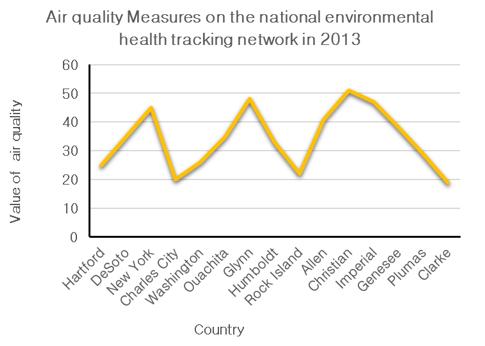 Air quality Measures on the national environmental
health tracking network in 2013
Value of air quality
60
50
40
30
20
10
0
Hartford
DeSoto
New York
Charles City
Washington
Ouachita
Glynn
Humboldt
Rock Island
Allen
Christian
Imperial
Genesee
Plumas
Clarke
Country